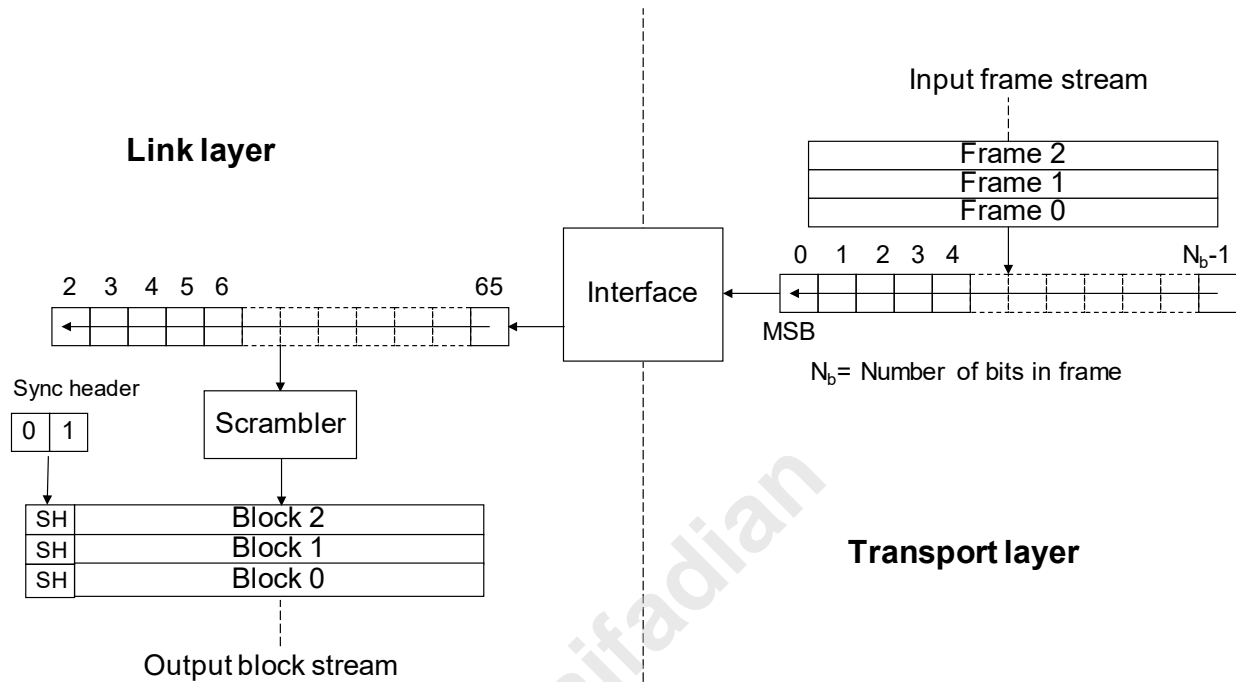 Input frame stream
Link layer
Frame 2
Frame 1
Frame 0
0 1 2 3 4 N_b-1
Interface
2 3 4 5 6 65
MSB
N_b= Number of bits in frame
Sync header
0 1
Scrambler
SH Block 2
SH Block 1
SH Block 0
Transport layer
Output block stream